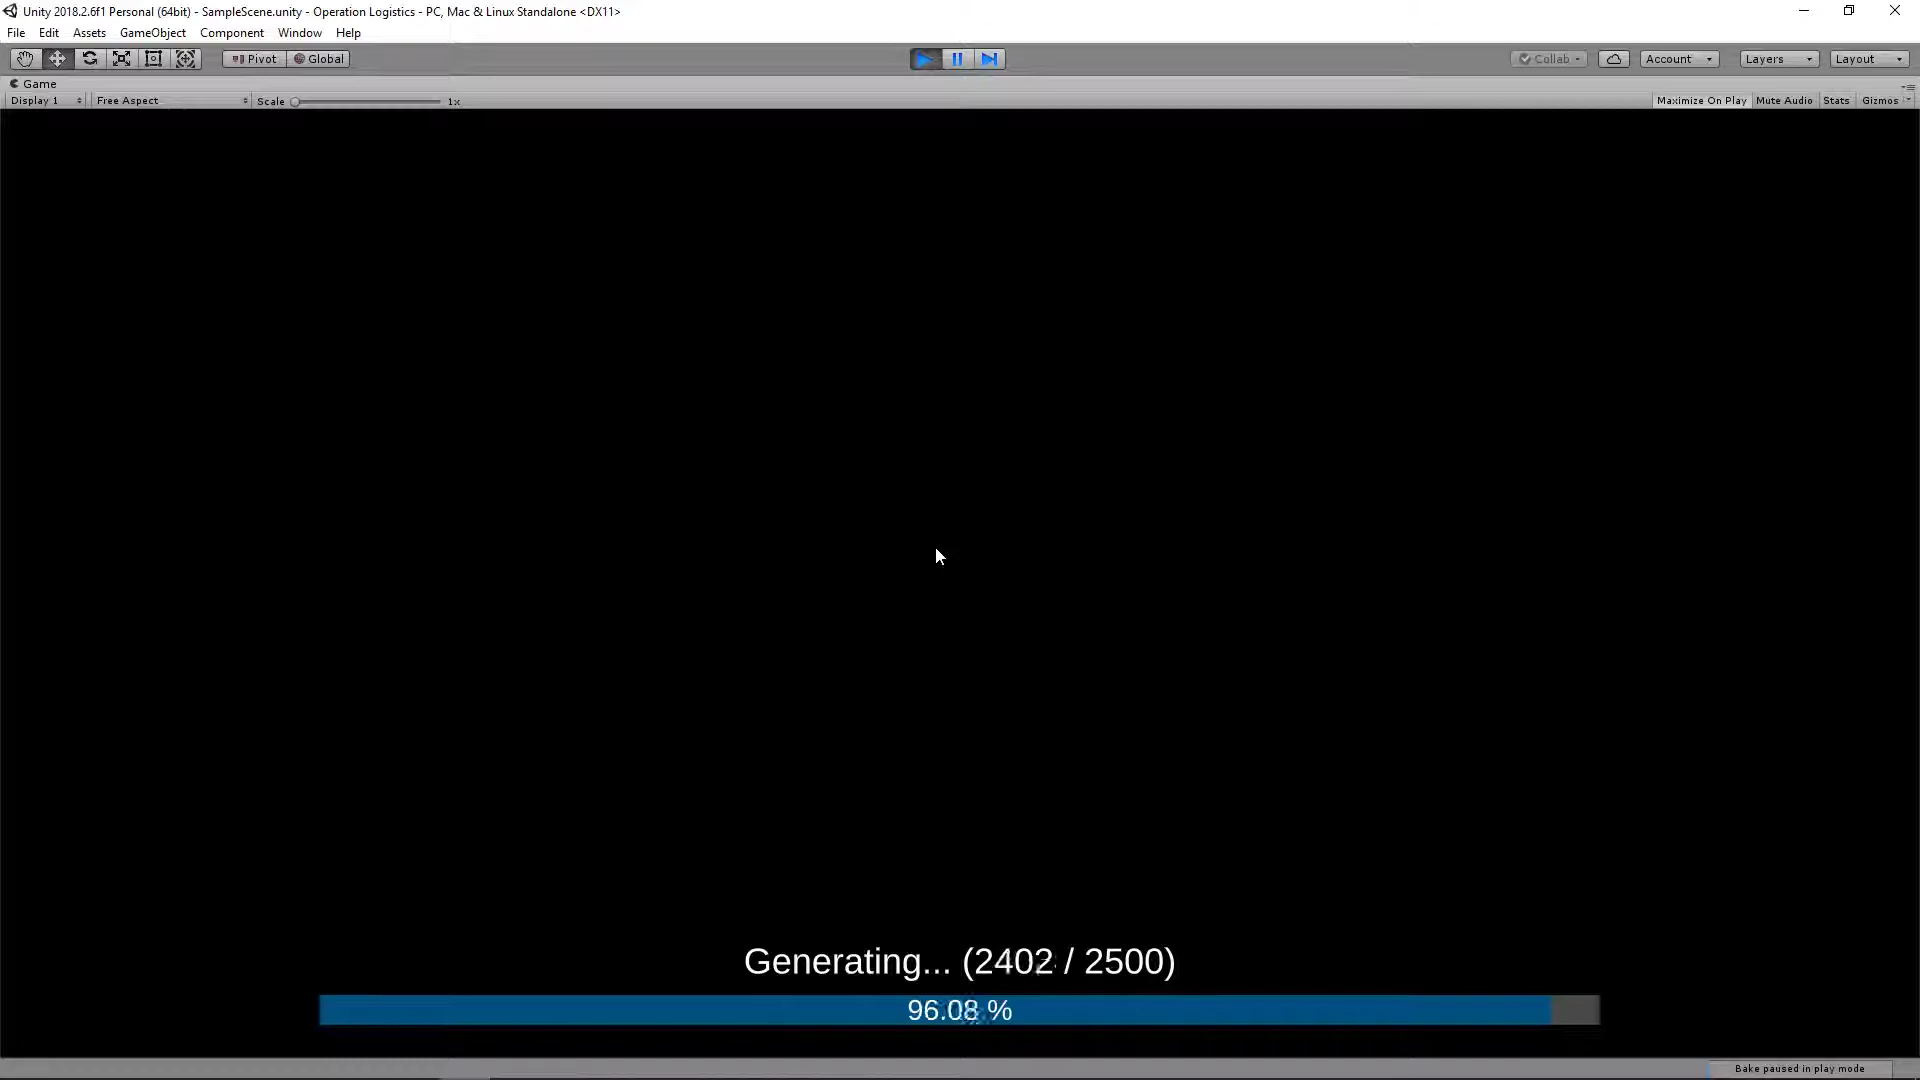 Unity 2018.2.6f1 Personal (64bit) - SampleScene.unity - Operation Logistics - PC, Mac & Linux Standalone <DX11>
File Edit Assets GameObject Component Window Help
Pivot Global Collab Account Layers Layout
Game
Display 1 Free Aspect Scale 1x Maximize On Play Mute Audio Stats Gizmos
Generating... (2402 / 2500)
96.08 %
Bake paused in play mode